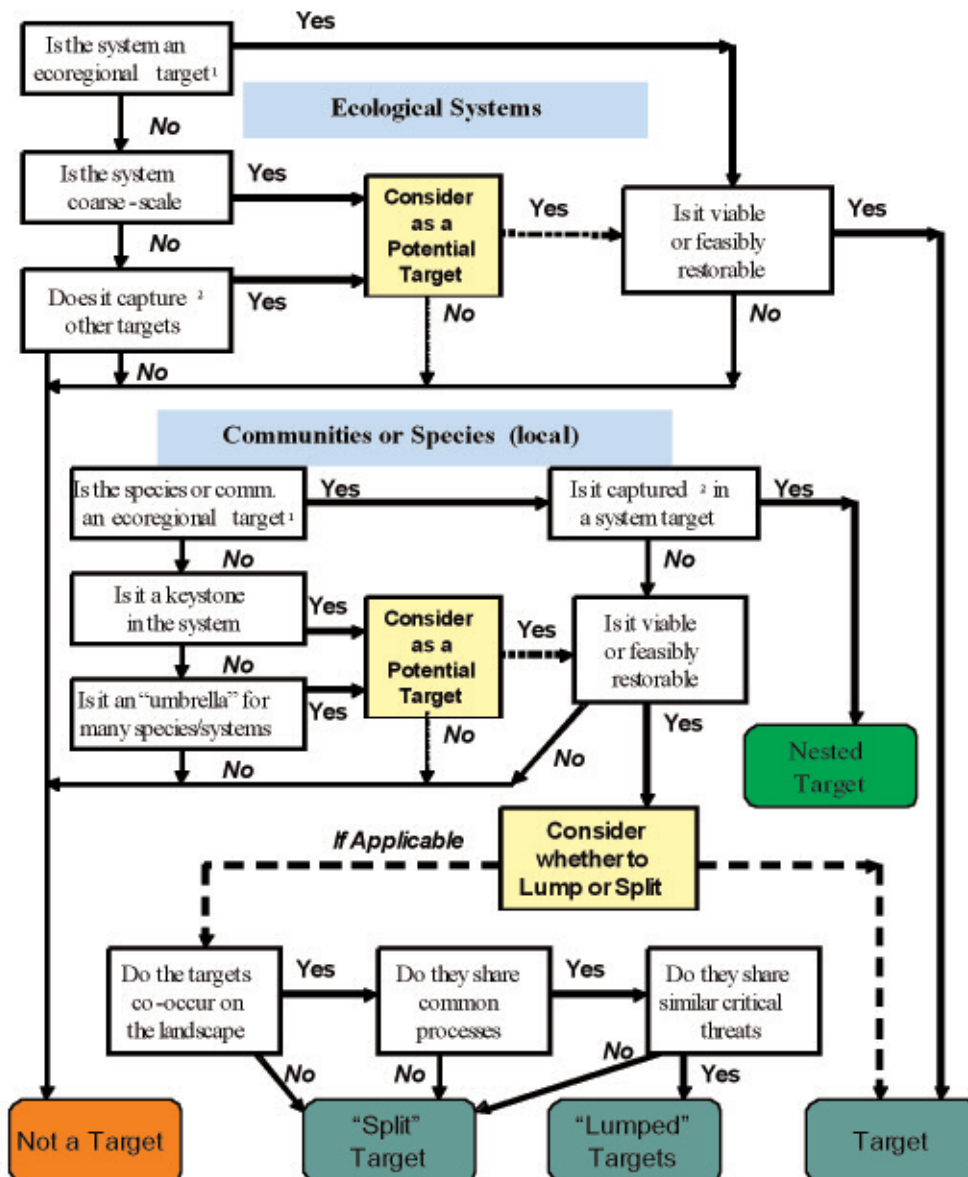 Yes
Is the system an
ecoregional target¹
Ecological Systems
No
Is the system
coarse-scale
Yes
Consider
as a
Potential
Target
Yes
Is it viable
or feasibly
restorable
Yes
No
Does it capture ²
other targets
Yes
No
No
No
Communities or Species (local)
Is the species or comm.
an ecoregional target¹
Yes
Is it captured ² in
a system target
Yes
No
No
Is it a keystone
in the system
Yes
Consider
as a
Potential
Target
Yes
Is it viable
or feasibly
restorable
No
Is it an "umbrella" for
many species/systems
Yes
No
No
No
Yes
Nested
Target
If Applicable
Consider
whether to
Lump or Split
Do the targets
co-occur on
the landscape
Yes
Do they share
common
processes
Yes
Do they share
similar critical
threats
No
No
No
Yes
Not a Target
"Split"
Target
"Lumped"
Targets
Target